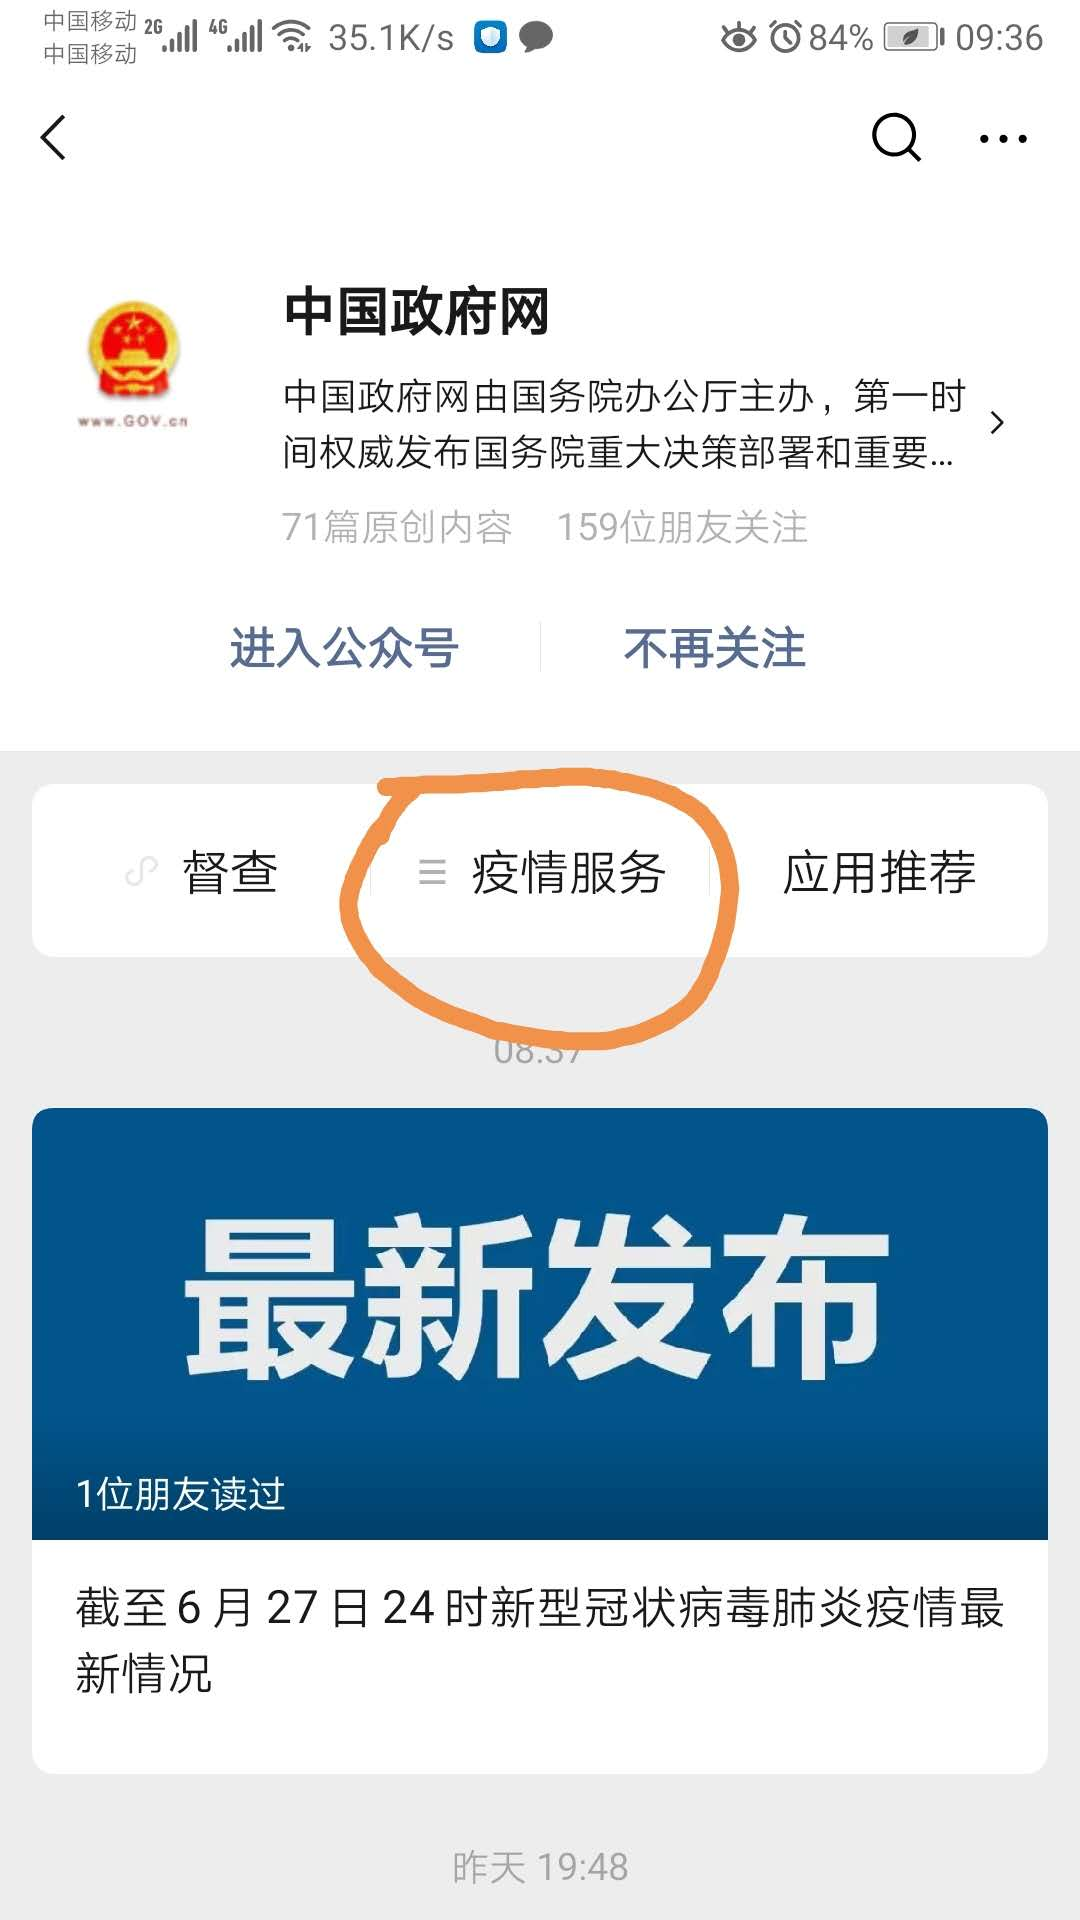 中国移动 2G 4G 35.1K/s 84% 09:36
中国移动
中国政府网
www.GOV.cn
中国政府网由国务院办公厅主办，第一时
间权威发布国务院重大决策部署和重要...
71篇原创内容 159位朋友关注
进入公众号 不再关注
督查 疫情服务 应用推荐
08:37
最新发布
1位朋友读过
截至6月27日24时新型冠状病毒肺炎疫情最
新情况
昨天 19:48